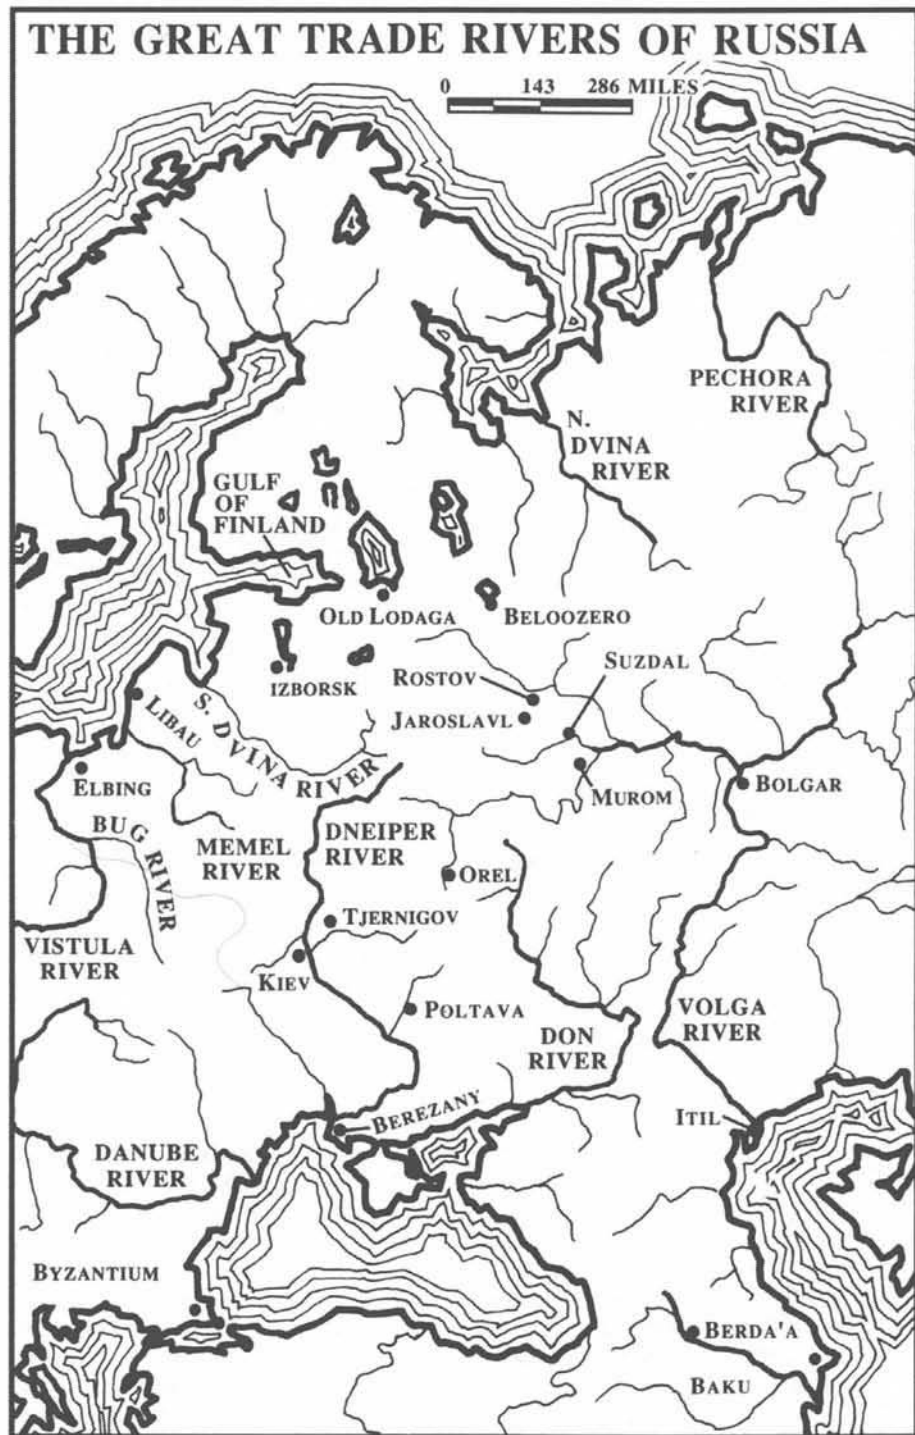 THE GREAT TRADE RIVERS OF RUSSIA
0 143 286 MILES
PECHORA
RIVER
N.
DVINA
RIVER
GULF
OF
FINLAND
OLD LODAGA
BELOOZERO
SUZDAL
IZBORSK
ROSTOV
JAROSLAVL
LIBAU
S. DVINA RIVER
ELBING
MUROM
BOLGAR
BUG RIVER
MEMEL
RIVER
DNEIPER
RIVER
OREL
TJERNIGOV
VISTULA
RIVER
KIEV
POLTAVA
DON
RIVER
VOLGA
RIVER
BEREZANY
ITIL
DANUBE
RIVER
BYZANTIUM
BERDA'A
BAKU